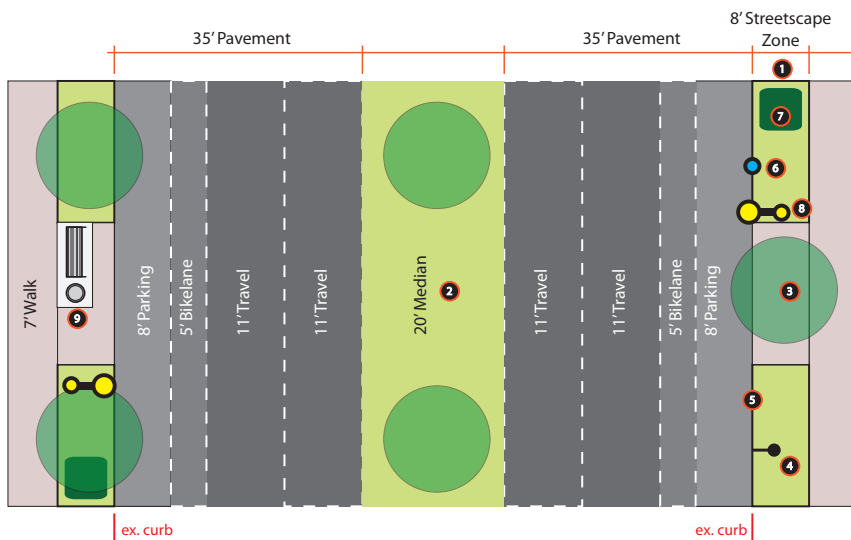 35' Pavement
35' Pavement
8' Streetscape
Zone
1
7
6
8
7' Walk
8' Parking
5' Bikelane
11' Travel
11' Travel
20' Median
2
11' Travel
11' Travel
5' Bikelane
8' Parking
3
9
5
4
ex. curb
ex. curb